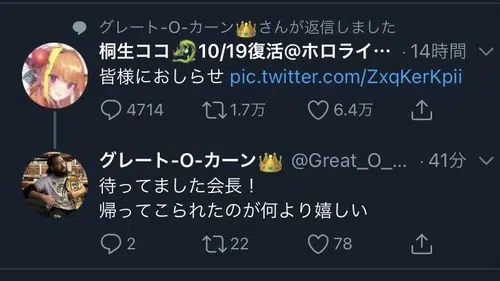 グレート-O-カーン👑さんが返信しました
桐生ココ🐉10/19復活@ホロライ… ・14時間
皆様におしらせ pic.twitter.com/ZxqKerKpii
4714 1.7万 6.4万
グレート-O-カーン👑 @Great_O_... ・41分
待ってました会長！
帰ってこられたのが何より嬉しい
2 22 78